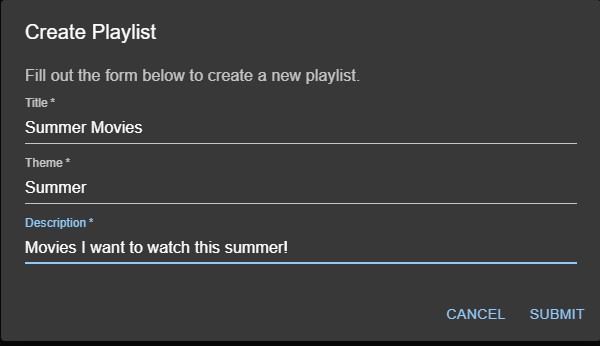 Create Playlist
Fill out the form below to create a new playlist.
Title *
Summer Movies
Theme *
Summer
Description *
Movies I want to watch this summer!
CANCEL SUBMIT